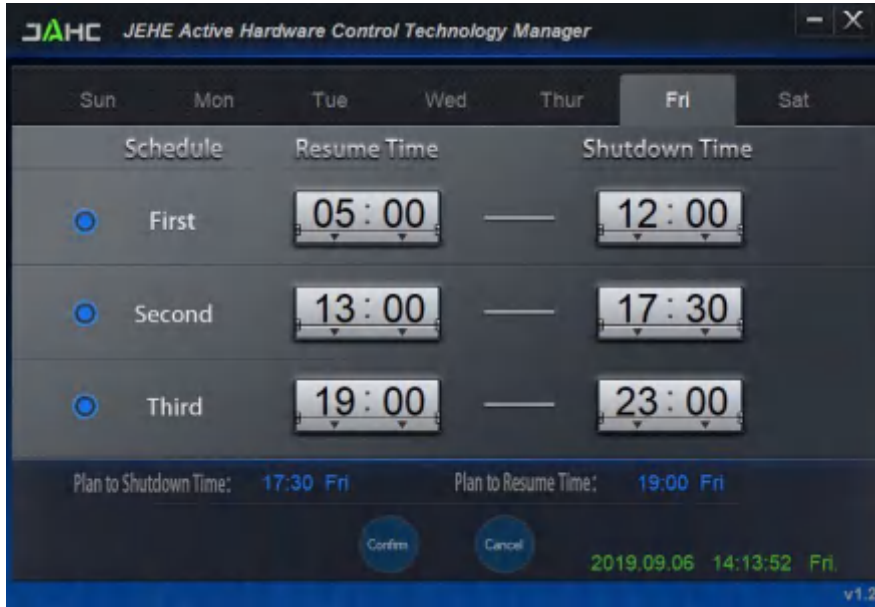 JAHC JEHE Active Hardware Control Technology Manager
Sun Mon Tue Wed Thur Fri Sat
Schedule Resume Time Shutdown Time
First 05:00 12:00
Second 13:00 17:30
Third 19:00 23:00
Plan to Shutdown Time: 17:30 Fri Plan to Resume Time: 19:00 Fri
Confirm Cancel
2019.09.06 14:13:52 Fri.
v1.2